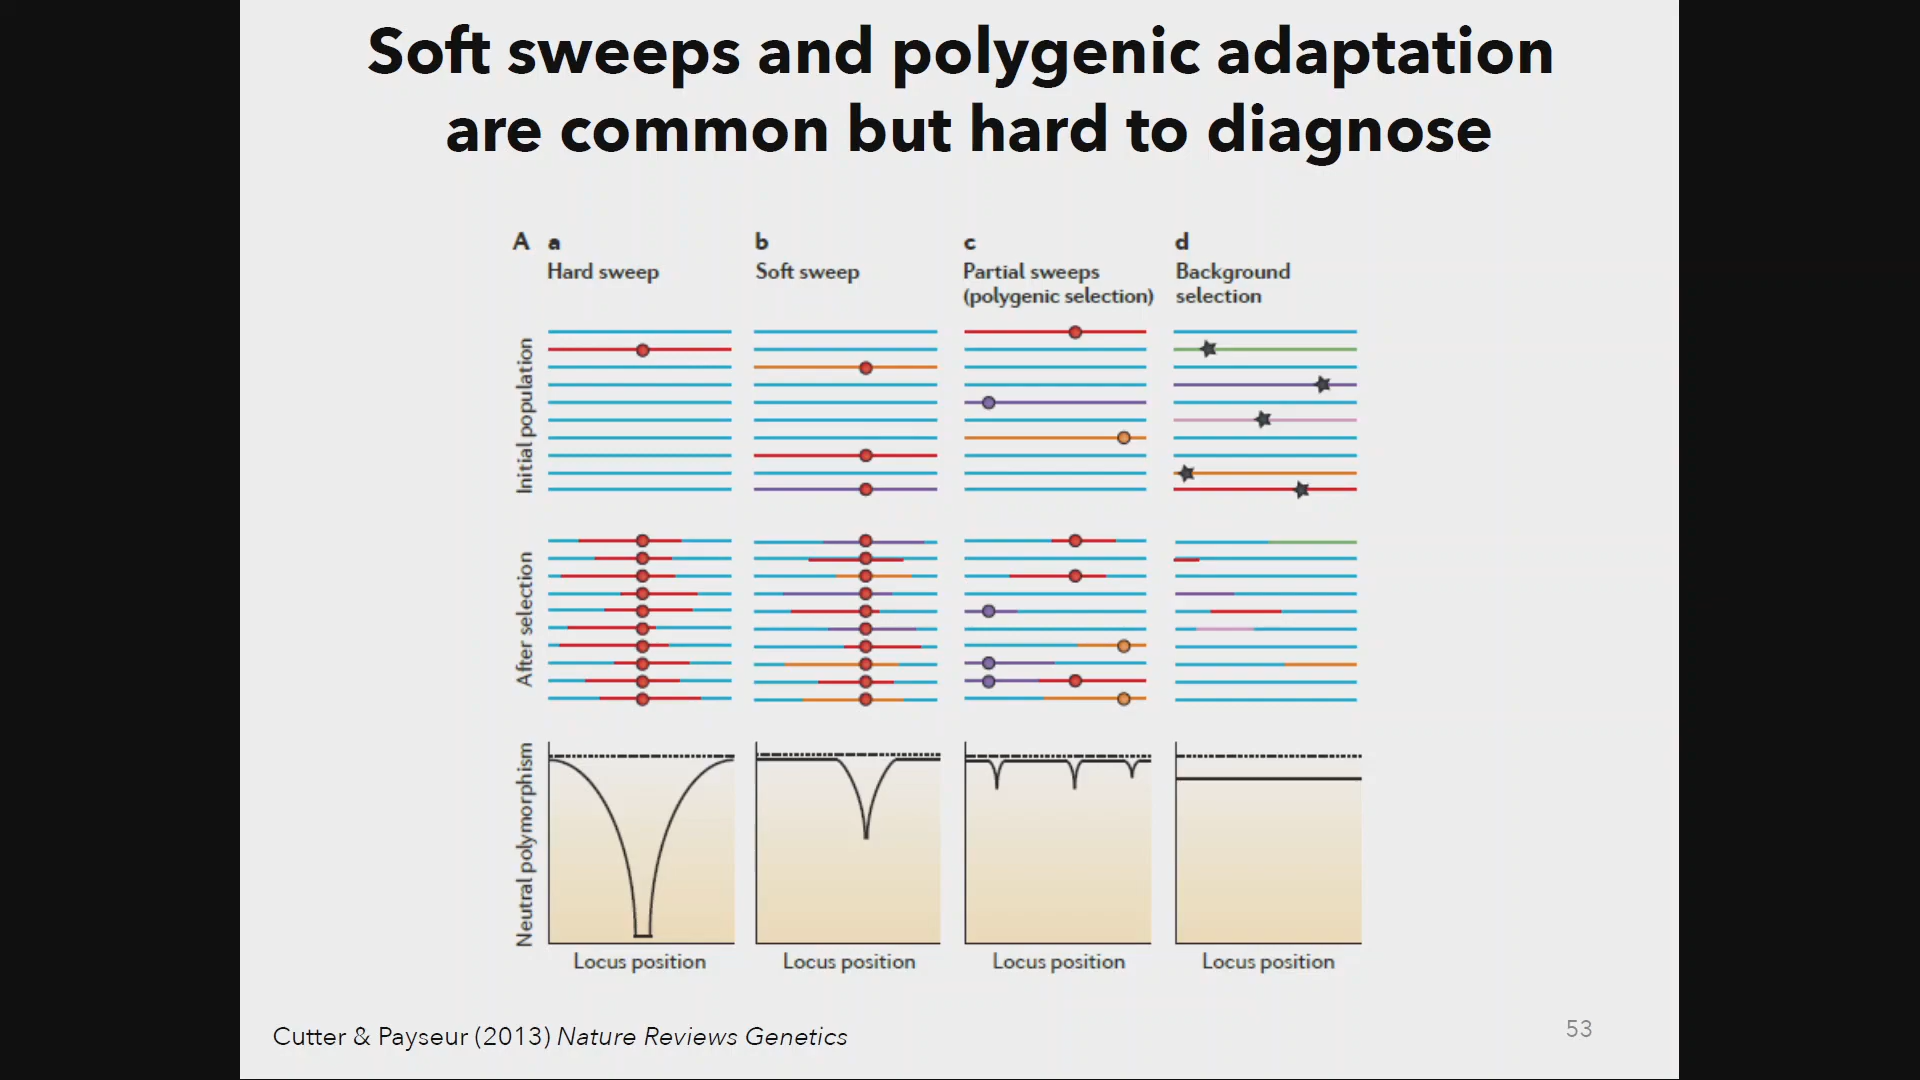 Soft sweeps and polygenic adaptation
are common but hard to diagnose
A a
Hard sweep
b
Soft sweep
c
Partial sweeps
(polygenic selection)
d
Background
selection
Initial population
After selection
Neutral polymorphism
Locus position
Locus position
Locus position
Locus position
Cutter & Payseur (2013) Nature Reviews Genetics
53